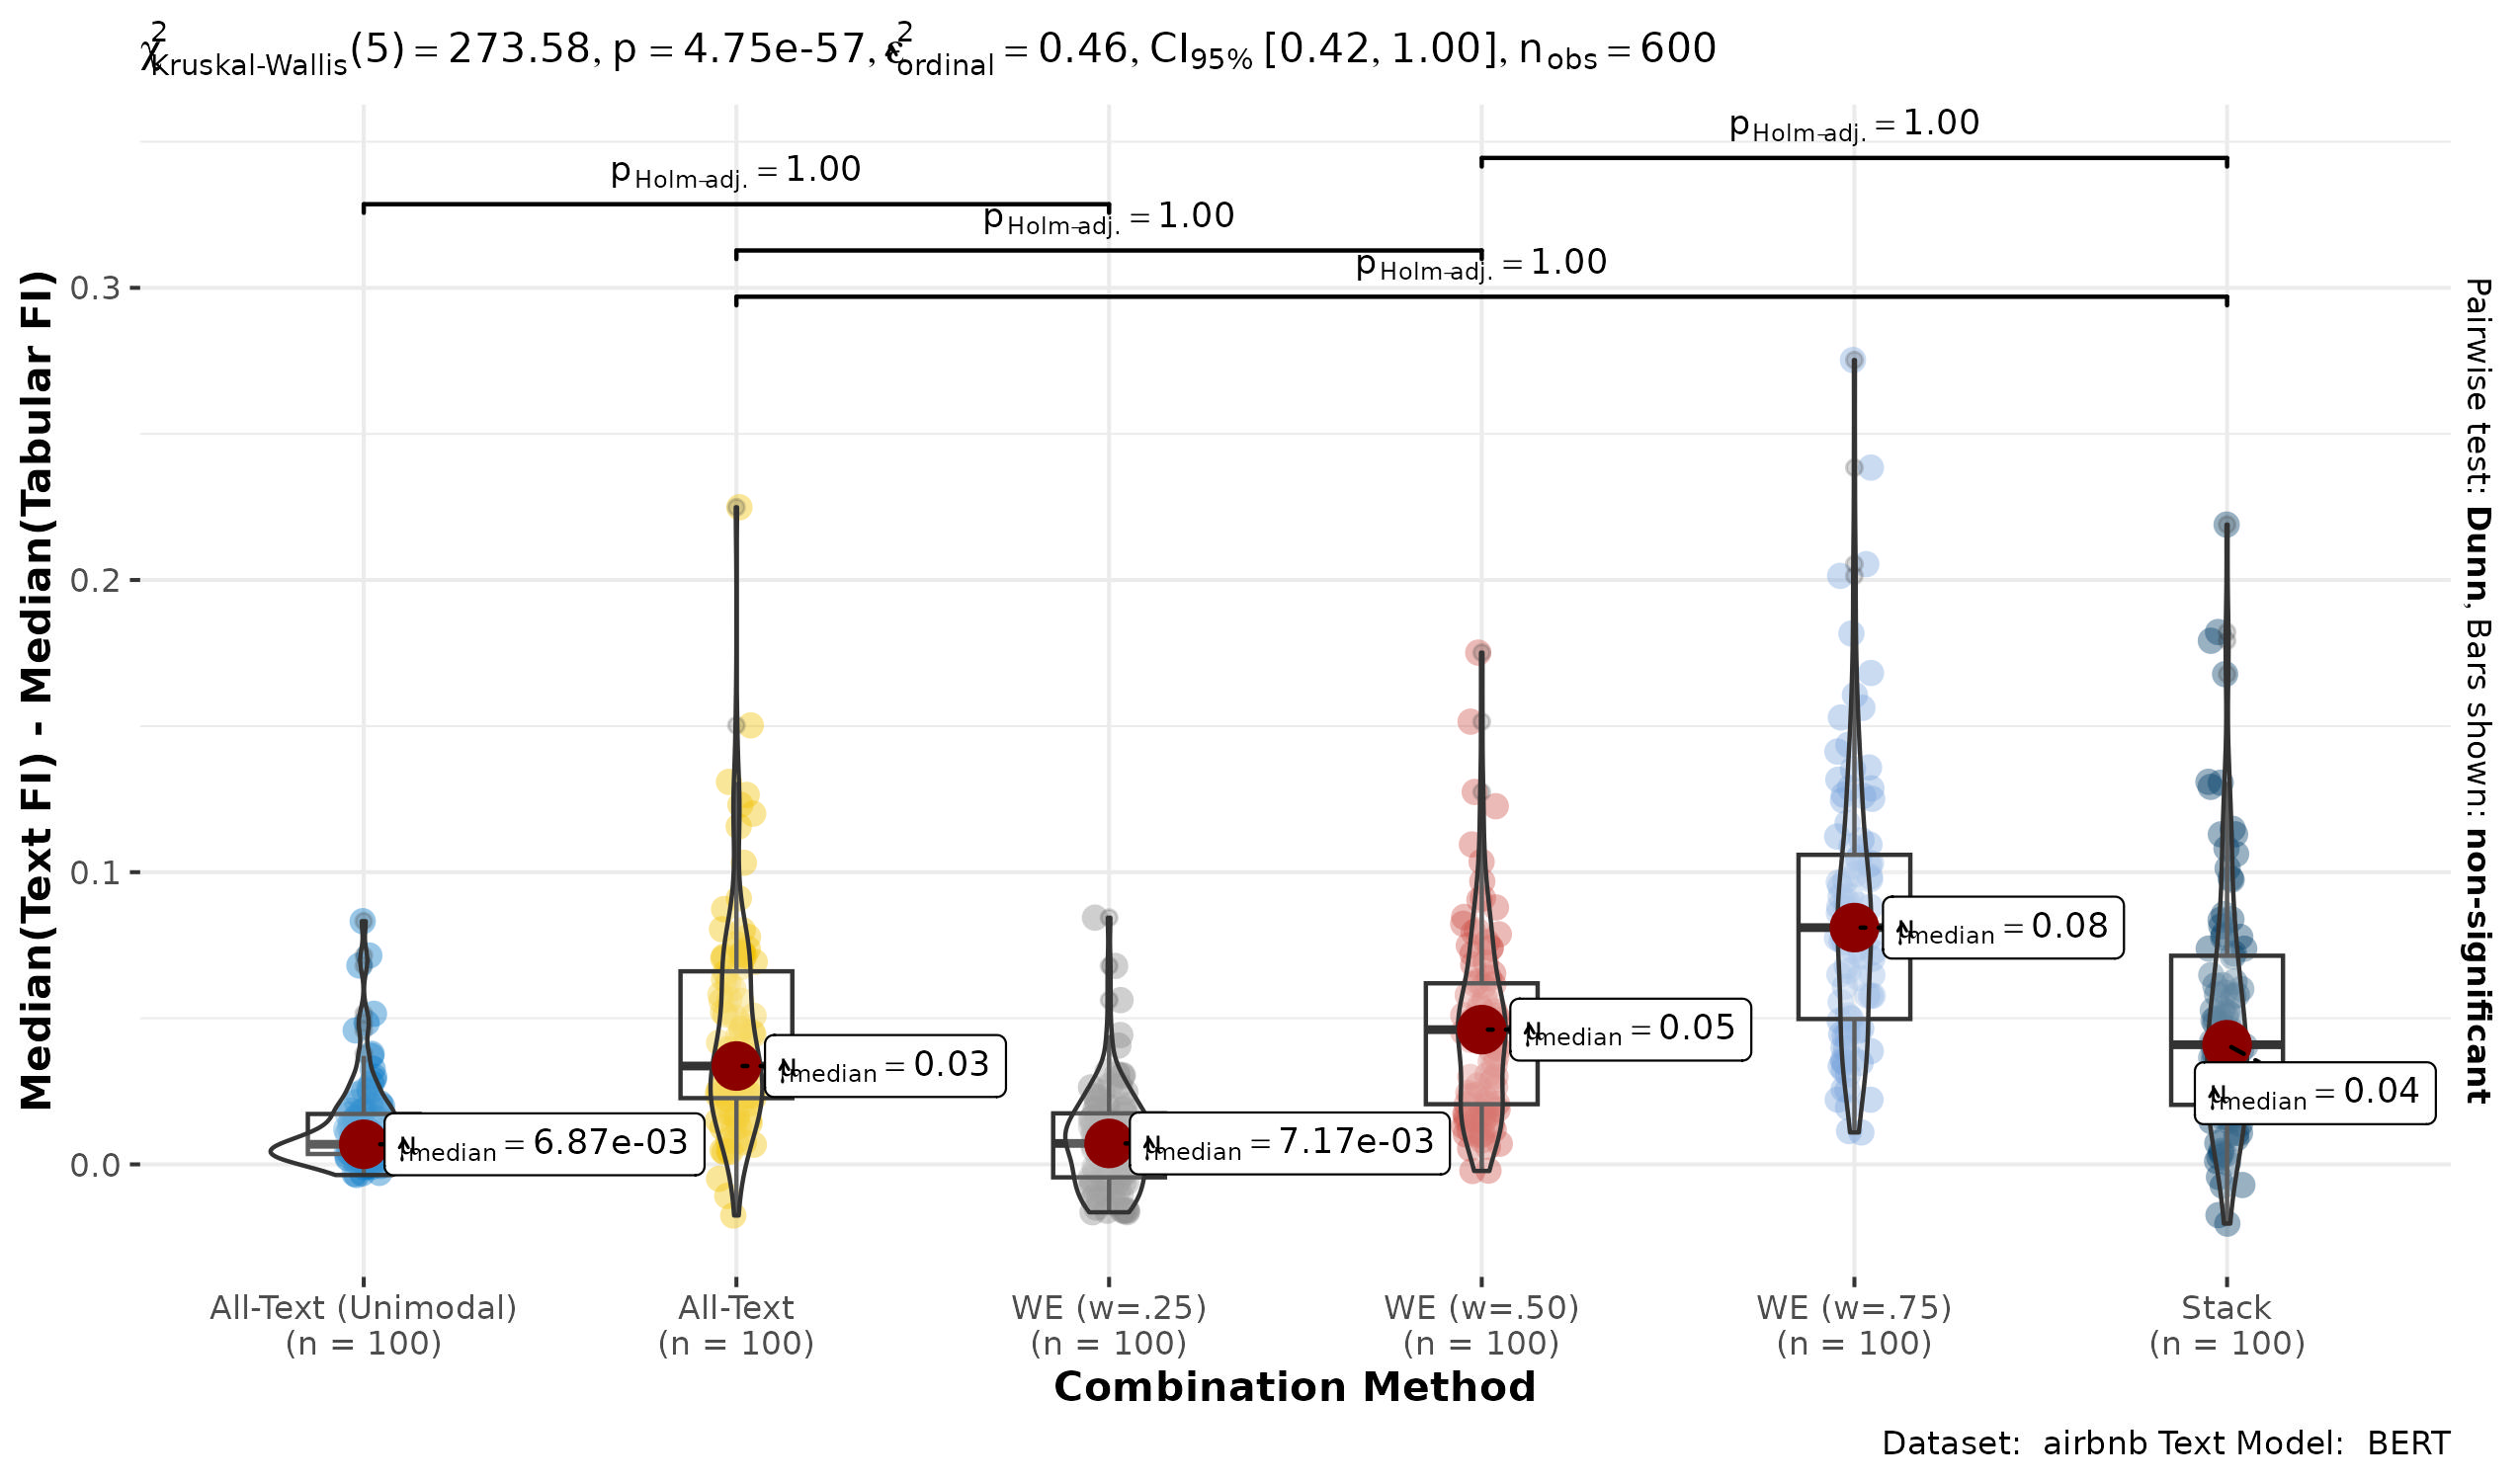 χ²Kruskal-Wallis(5) = 273.58, p = 4.75e-57, ε²ordinal = 0.46, CI95% [0.42, 1.00], nobs = 600
pHolm-adj. = 1.00
pHolm-adj. = 1.00
pHolm-adj. = 1.00
pHolm-adj. = 1.00
Median(Text FI) - Median(Tabular FI)
0.3
0.2
0.1
0.0
μ̂median = 6.87e-03
μ̂median = 0.03
μ̂median = 7.17e-03
μ̂median = 0.05
μ̂median = 0.08
μ̂median = 0.04
Pairwise test: Dunn, Bars shown: non-significant
All-Text (Unimodal)
(n = 100)
All-Text
(n = 100)
WE (w=.25)
(n = 100)
WE (w=.50)
(n = 100)
WE (w=.75)
(n = 100)
Stack
(n = 100)
Combination Method
Dataset:  airbnb Text Model:  BERT